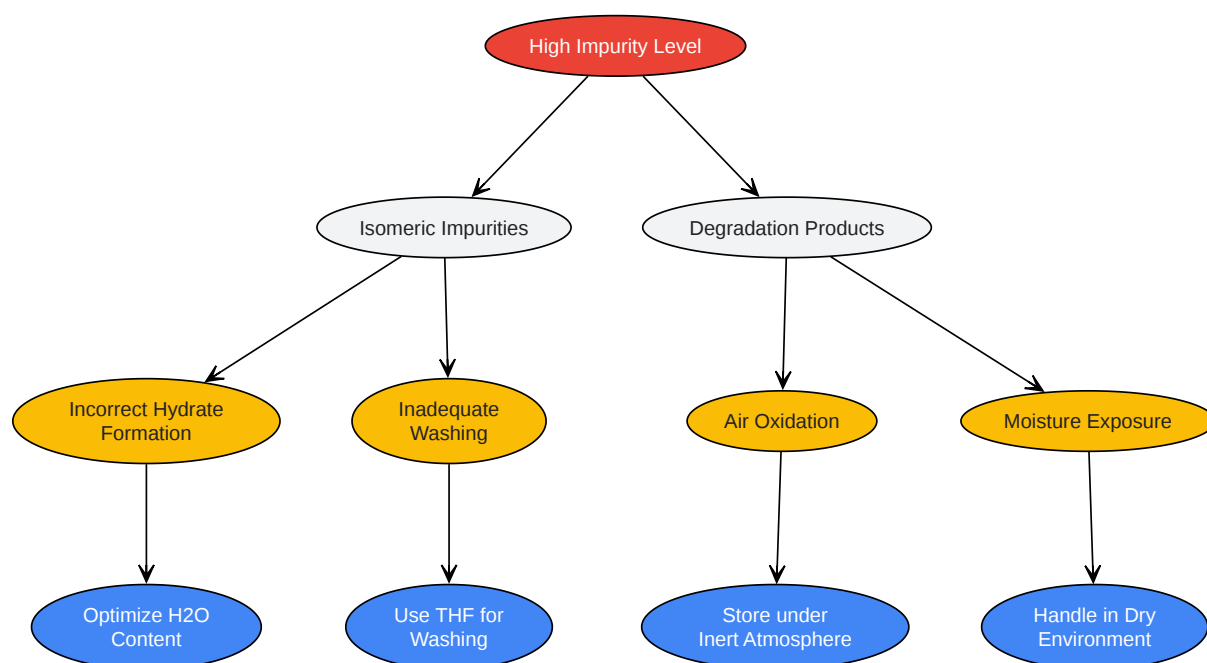 High Impurity Level
Isomeric Impurities
Degradation Products
Incorrect Hydrate
Formation
Inadequate
Washing
Air Oxidation
Moisture Exposure
Optimize H2O
Content
Use THF for
Washing
Store under
Inert Atmosphere
Handle in Dry
Environment